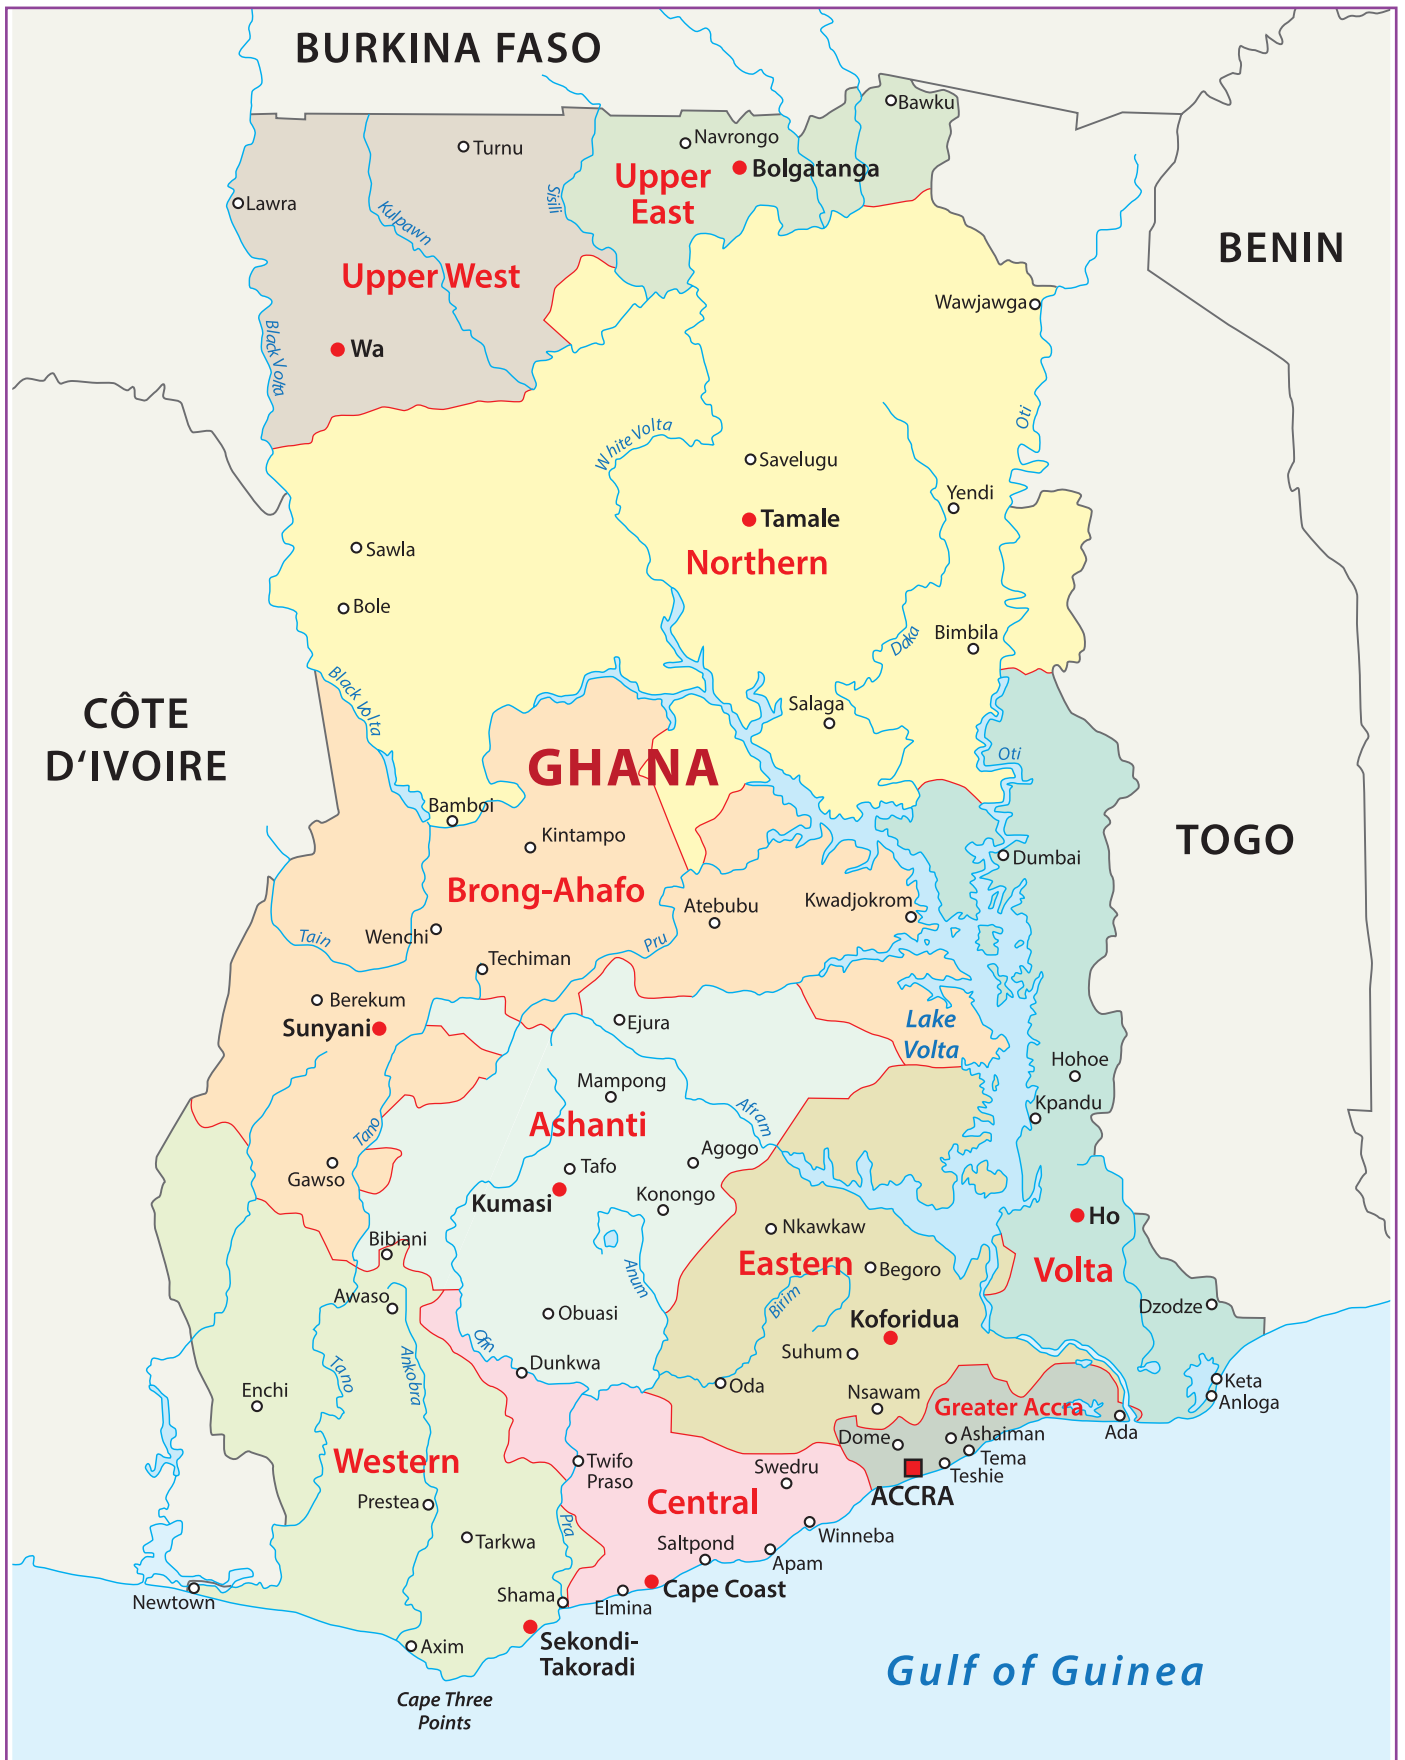 BURKINA FASO
Bawku
Navrongo
Turnu
Bolgatanga
Upper
East
Sisili
Lawra
Kulpawn
BENIN
Upper West
Wawjawga
Black Volta
Wa
Oti
White Volta
Savelugu
Yendi
Tamale
Sawla
Northern
Bole
Daka
Bimbila
Black Volta
Salaga
CÔTE
D‘IVOIRE
GHANA
Oti
Bamboi
Kintampo
TOGO
Dumbai
Brong-Ahafo
Atebubu
Kwadjokrom
Tain
Wenchi
Pru
Techiman
Berekum
Sunyani
Ejura
Lake
Volta
Hohoe
Mampong
Kpandu
Afram
Ashanti
Tano
Agogo
Tafo
Gawso
Konongo
Kumasi
Ho
Nkawkaw
Bibiani
Eastern
Begoro
Volta
Anum
Birim
Awaso
Dzodze
Obuasi
Koforidua
Ofin
Suhum
Tano
Ankobra
Dunkwa
Oda
Keta
Enchi
Nsawam
Anloga
Greater Accra
Ada
Dome
Ashaiman
Tema
Teshie
Western
Twifo
Praso
Swedru
ACCRA
Prestea
Central
Pra
Winneba
Tarkwa
Saltpond
Apam
Shama
Cape Coast
Newtown
Elmina
Axim
Sekondi-
Takoradi
Gulf of Guinea
Cape Three
Points